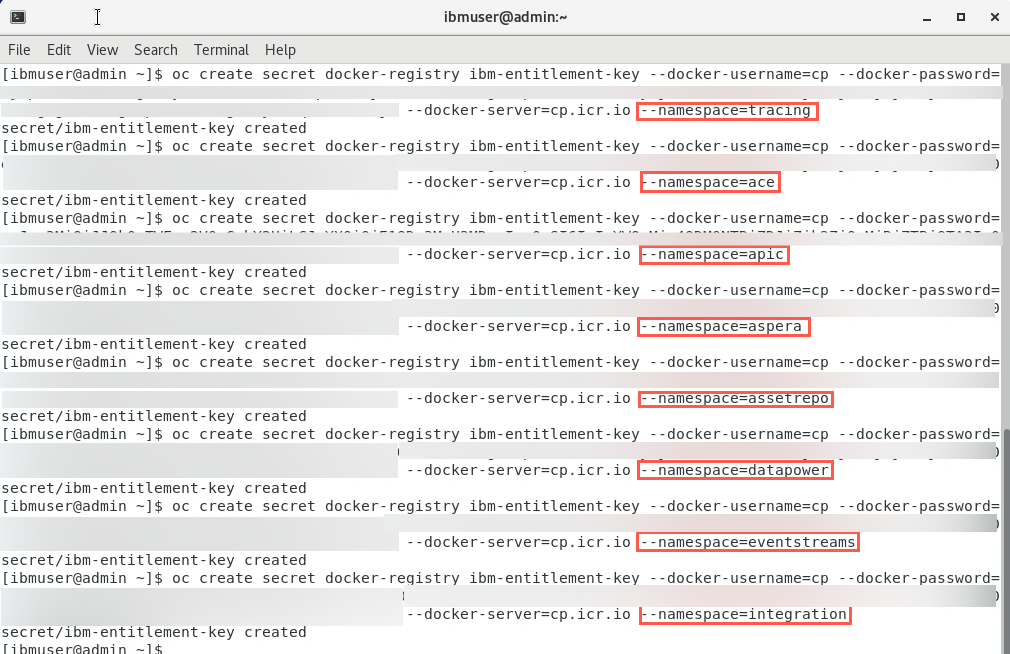 ibmuser@admin:~
File Edit View Search Terminal Help
[ibmuser@admin ~]$ oc create secret docker-registry ibm-entitlement-key --docker-username=cp --docker-password=
--docker-server=cp.icr.io --namespace=tracing
secret/ibm-entitlement-key created
[ibmuser@admin ~]$ oc create secret docker-registry ibm-entitlement-key --docker-username=cp --docker-password=
--docker-server=cp.icr.io --namespace=ace
secret/ibm-entitlement-key created
[ibmuser@admin ~]$ oc create secret docker-registry ibm-entitlement-key --docker-username=cp --docker-password=
--docker-server=cp.icr.io --namespace=apic
secret/ibm-entitlement-key created
[ibmuser@admin ~]$ oc create secret docker-registry ibm-entitlement-key --docker-username=cp --docker-password=
--docker-server=cp.icr.io --namespace=aspera
secret/ibm-entitlement-key created
[ibmuser@admin ~]$ oc create secret docker-registry ibm-entitlement-key --docker-username=cp --docker-password=
--docker-server=cp.icr.io --namespace=assetrepo
secret/ibm-entitlement-key created
[ibmuser@admin ~]$ oc create secret docker-registry ibm-entitlement-key --docker-username=cp --docker-password=
--docker-server=cp.icr.io --namespace=datapower
secret/ibm-entitlement-key created
[ibmuser@admin ~]$ oc create secret docker-registry ibm-entitlement-key --docker-username=cp --docker-password=
--docker-server=cp.icr.io --namespace=eventstreams
secret/ibm-entitlement-key created
[ibmuser@admin ~]$ oc create secret docker-registry ibm-entitlement-key --docker-username=cp --docker-password=
--docker-server=cp.icr.io --namespace=integration
secret/ibm-entitlement-key created
[ibmuser@admin ~]$